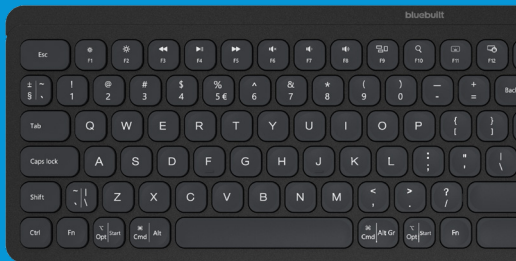 bluebuilt
Esc F1 F2 F3 F4 F5 F6 F7 F8 F9 F10 F11 F12
± ~ ! @ # $ % ^ & * ( ) — +
§ ` 1 2 3 4 5 € 6 7 8 9 0 - = Back
Tab Q W E R T Y U I O P { }
[ ]
Caps lock A S D F G H J K L : " |
; ' \
Shift ~ | Z X C V B N M < > ?
` \ , . /
Ctrl Fn ⌥ Opt Start ⌘ Cmd Alt ⌘ Cmd Alt Gr ⌥ Opt Start Fn